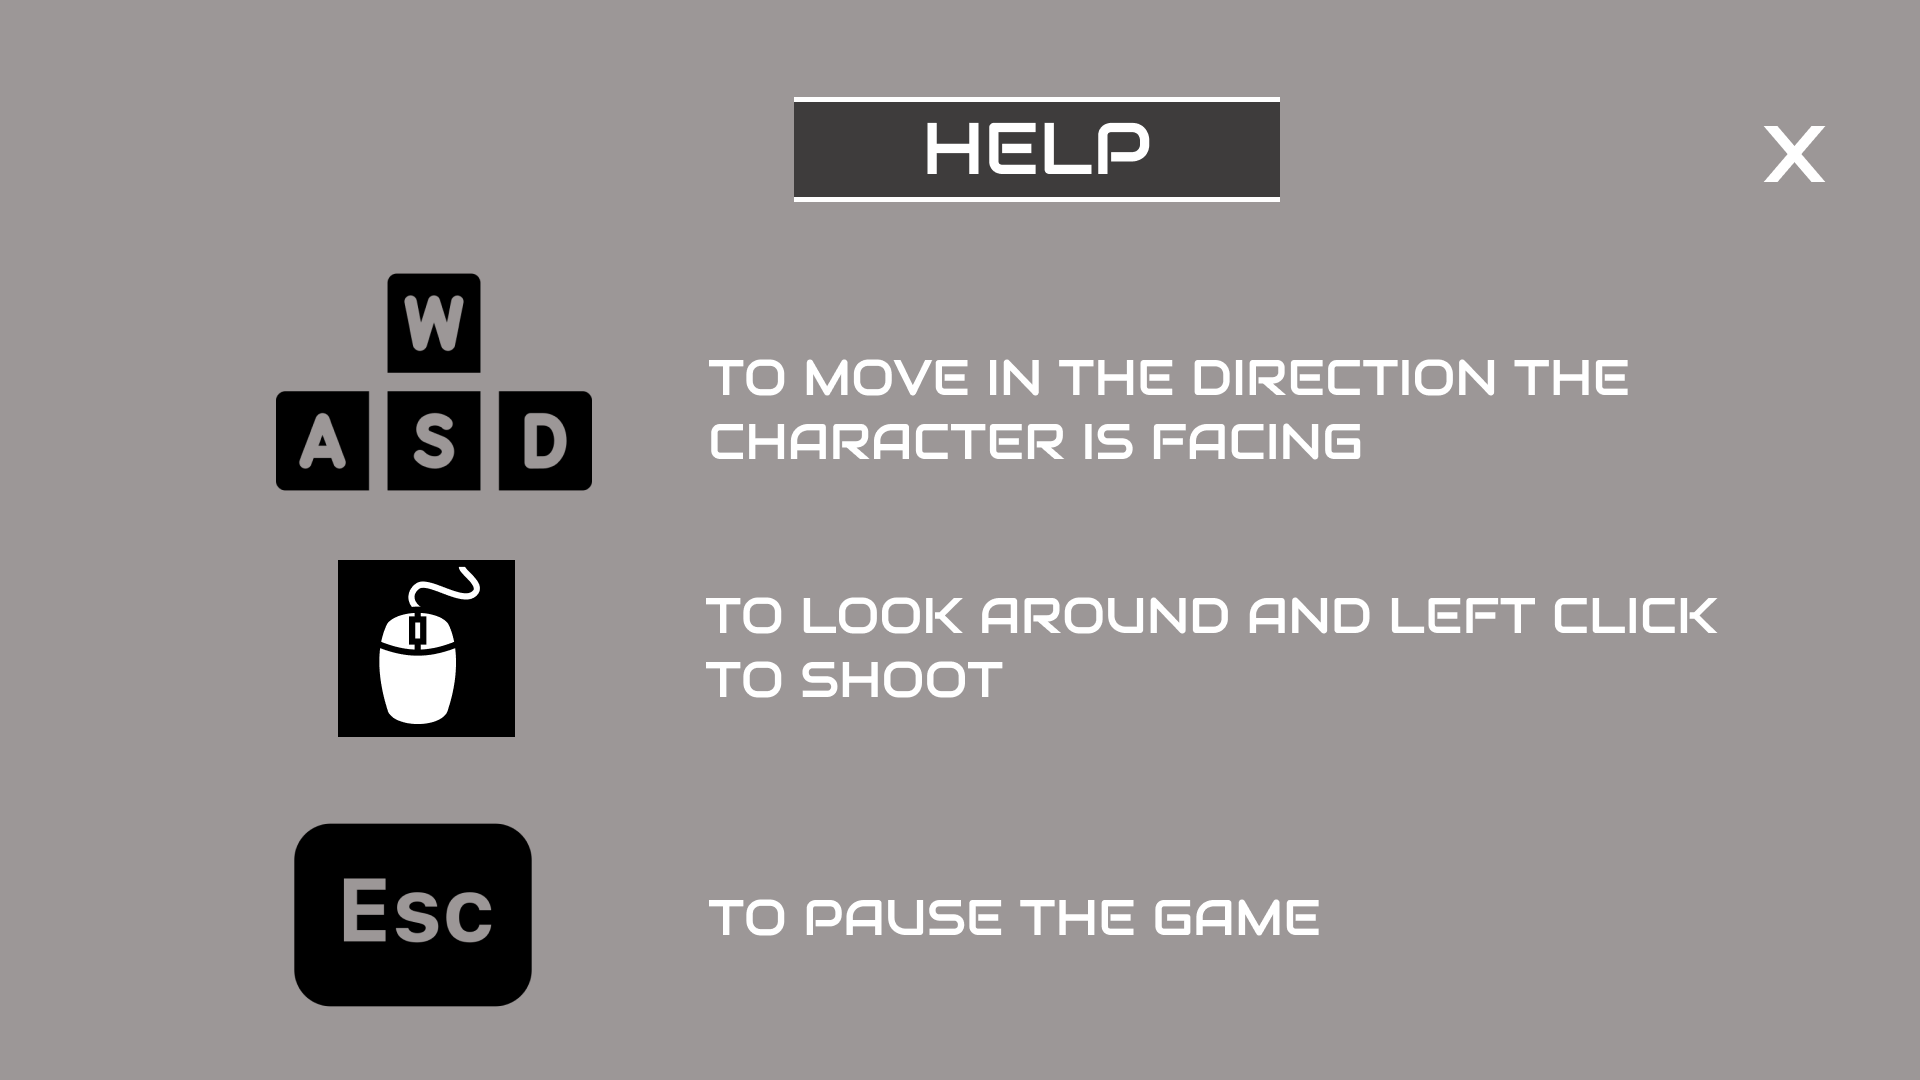 HELP
X
W
A S D
TO MOVE IN THE DIRECTION THE
CHARACTER IS FACING
TO LOOK AROUND AND LEFT CLICK
TO SHOOT
Esc
TO PAUSE THE GAME